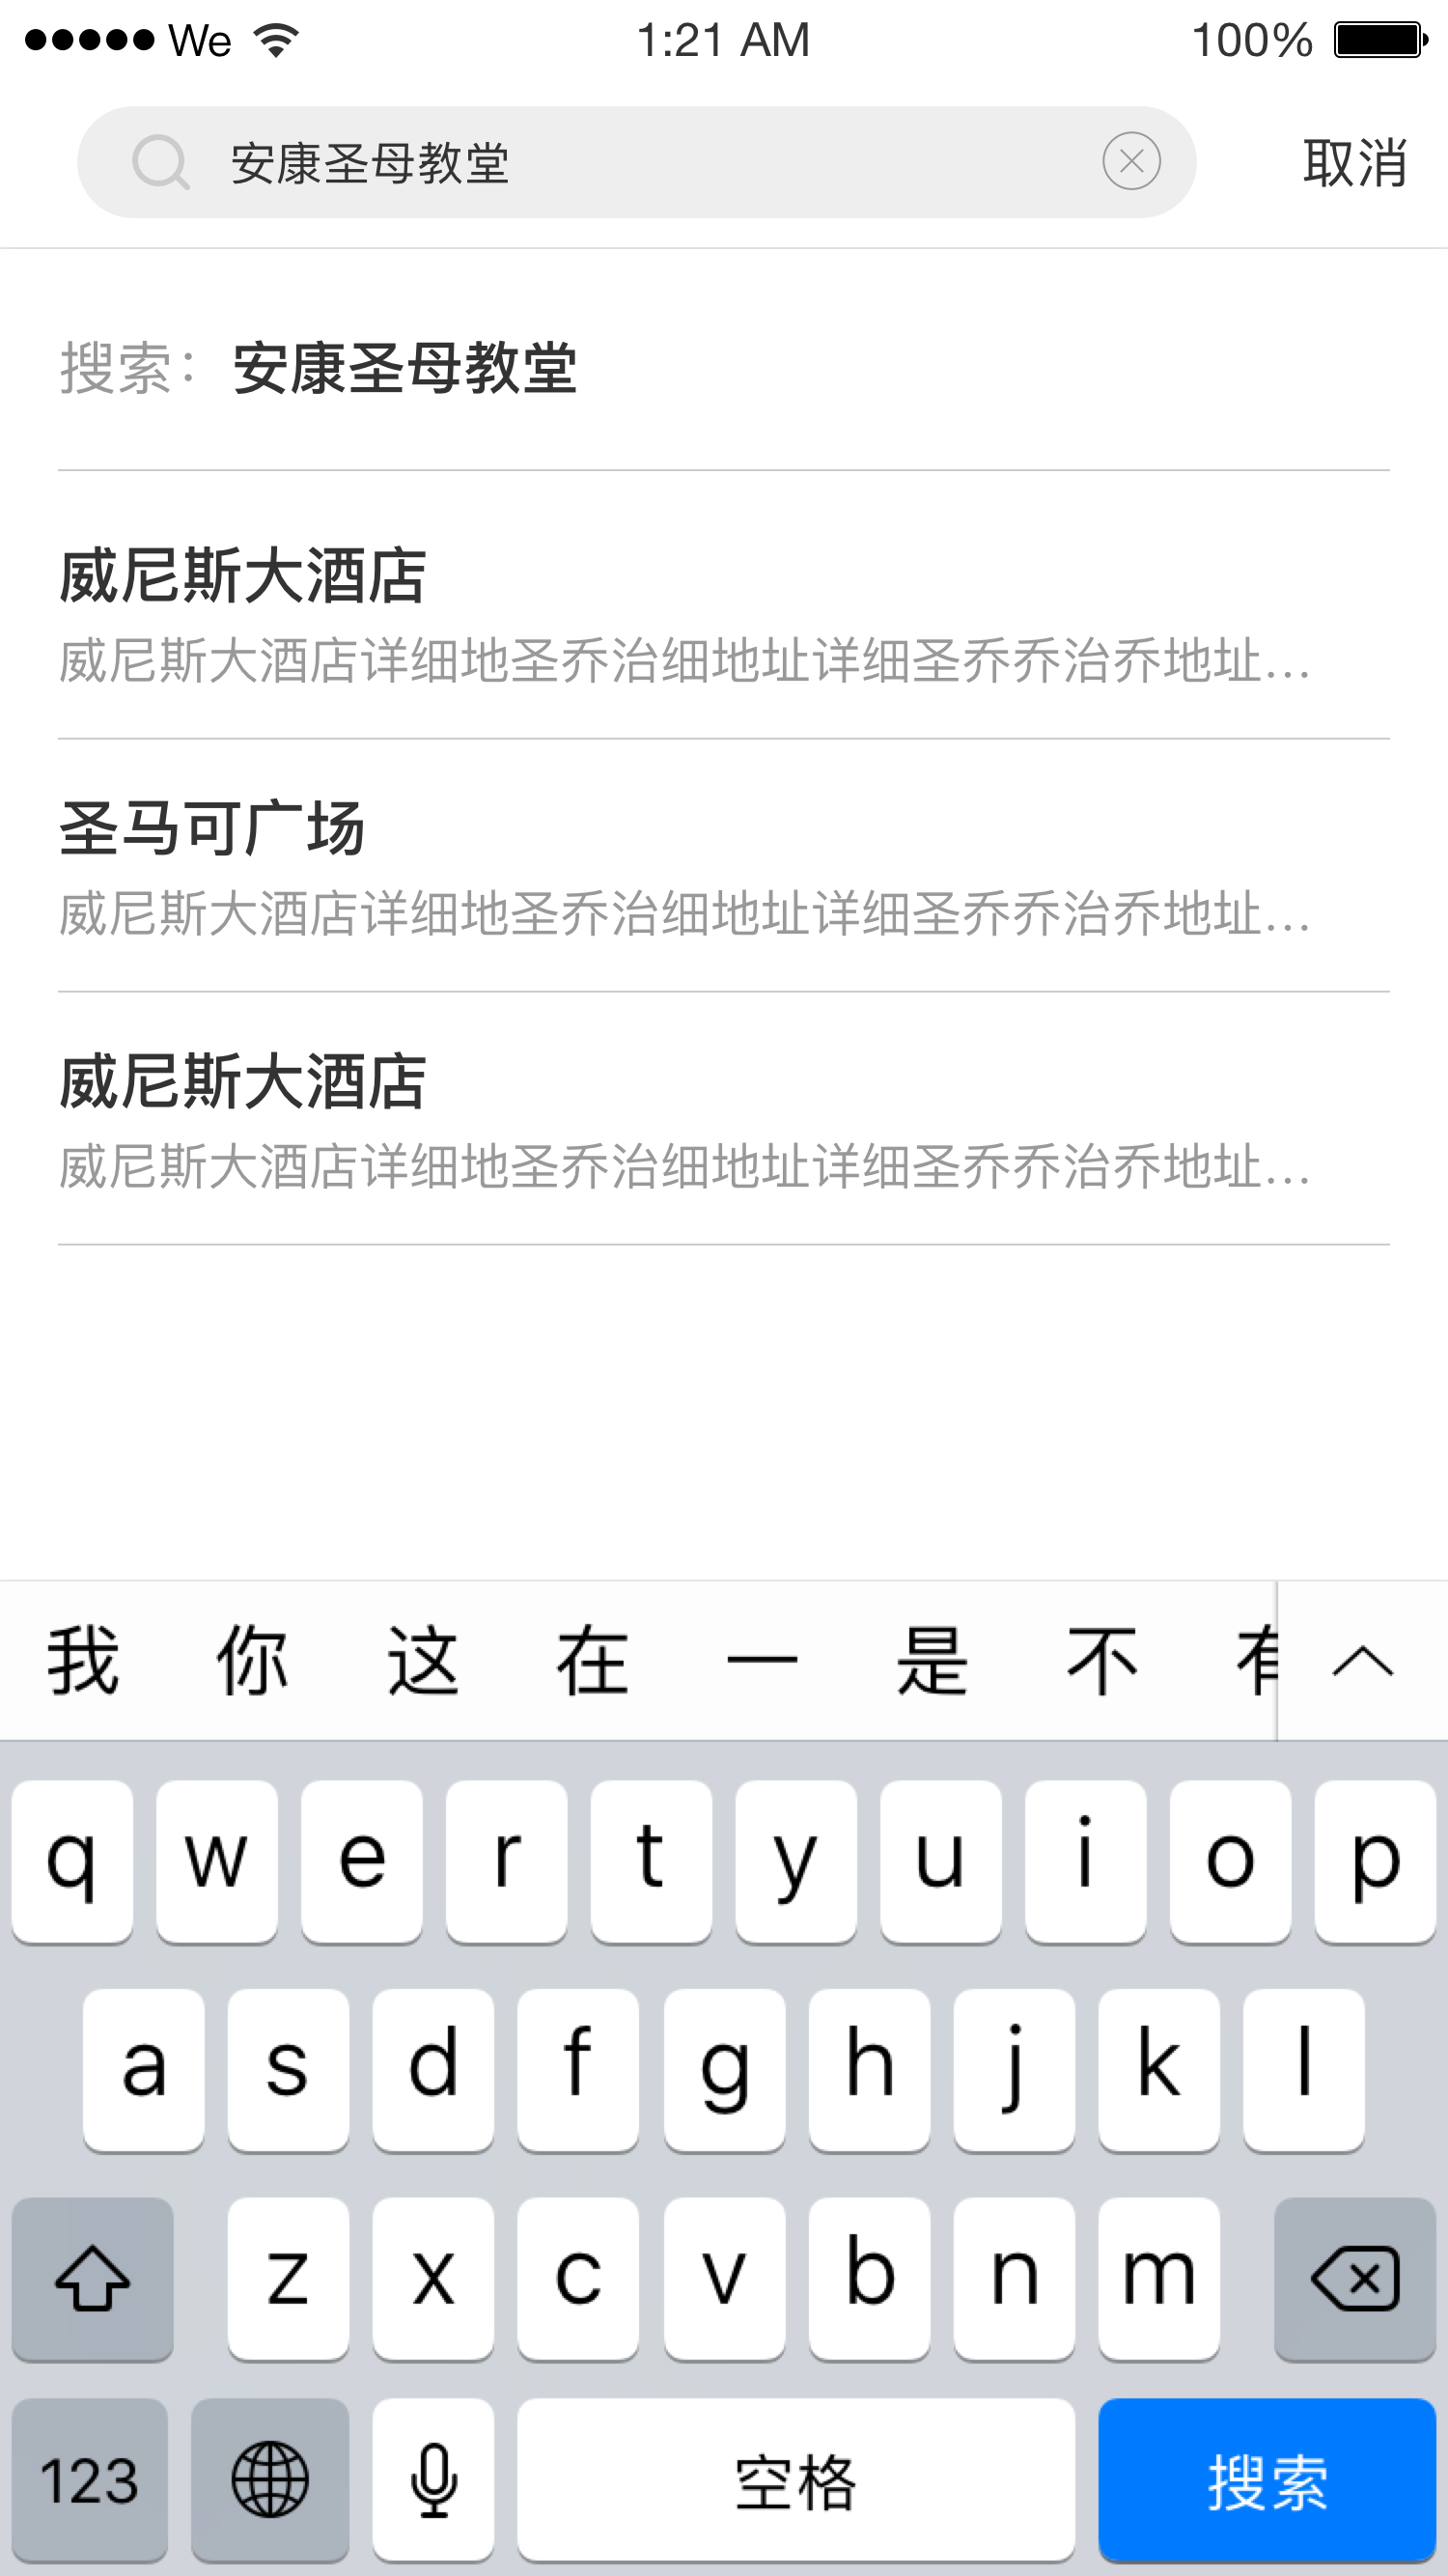 We 1:21 AM 100%
安康圣母教堂 取消
搜索：安康圣母教堂
威尼斯大酒店
威尼斯大酒店详细地圣乔治细地址详细圣乔乔治乔地址...
圣马可广场
威尼斯大酒店详细地圣乔治细地址详细圣乔乔治乔地址...
威尼斯大酒店
威尼斯大酒店详细地圣乔治细地址详细圣乔乔治乔地址...
我 你 这 在 一 是 不 有
q w e r t y u i o p
a s d f g h j k l
z x c v b n m
123 空格 搜索